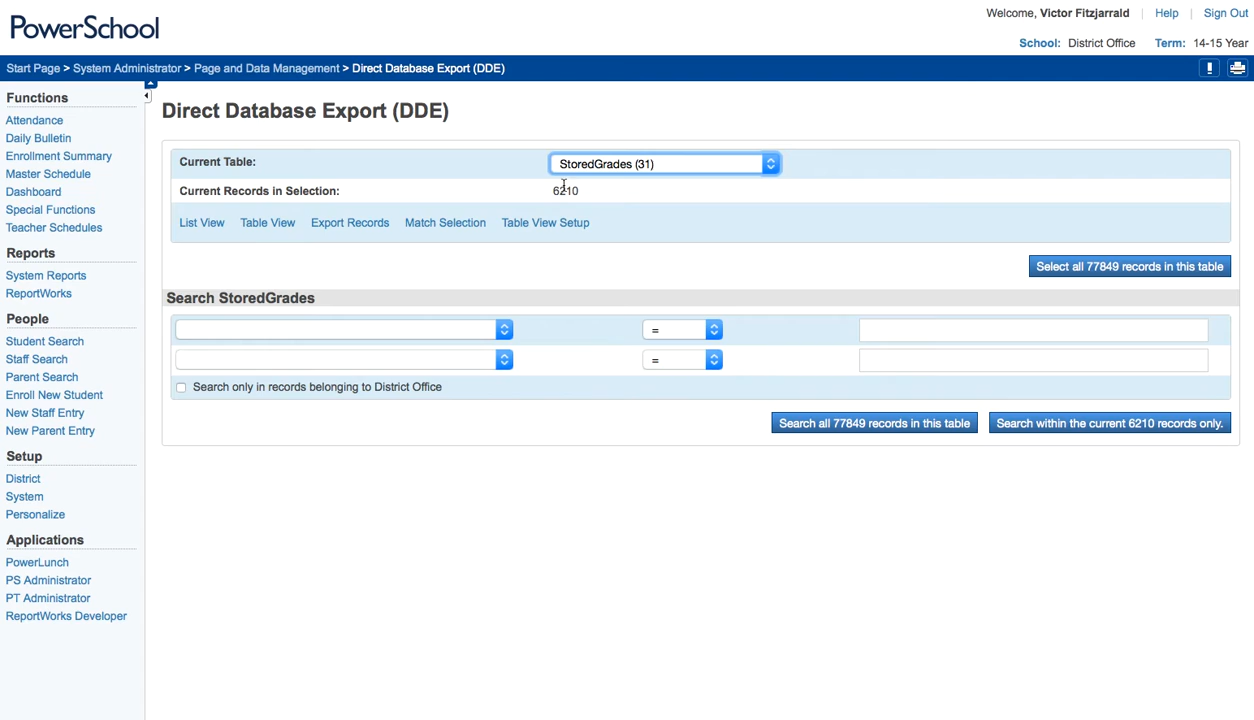 PowerSchool
Welcome, Victor Fitzjarrald | Help | Sign Out
School: District Office Term: 14-15 Year
Start Page > System Administrator > Page and Data Management > Direct Database Export (DDE)
Functions
Attendance
Daily Bulletin
Enrollment Summary
Master Schedule
Dashboard
Special Functions
Teacher Schedules
Reports
System Reports
ReportWorks
People
Student Search
Staff Search
Parent Search
Enroll New Student
New Staff Entry
New Parent Entry
Setup
District
System
Personalize
Applications
PowerLunch
PS Administrator
PT Administrator
ReportWorks Developer
Direct Database Export (DDE)
Current Table: StoredGrades (31)
Current Records in Selection: 6210
List View Table View Export Records Match Selection Table View Setup
Select all 77849 records in this table
Search StoredGrades
=
=
Search only in records belonging to District Office
Search all 77849 records in this table Search within the current 6210 records only.